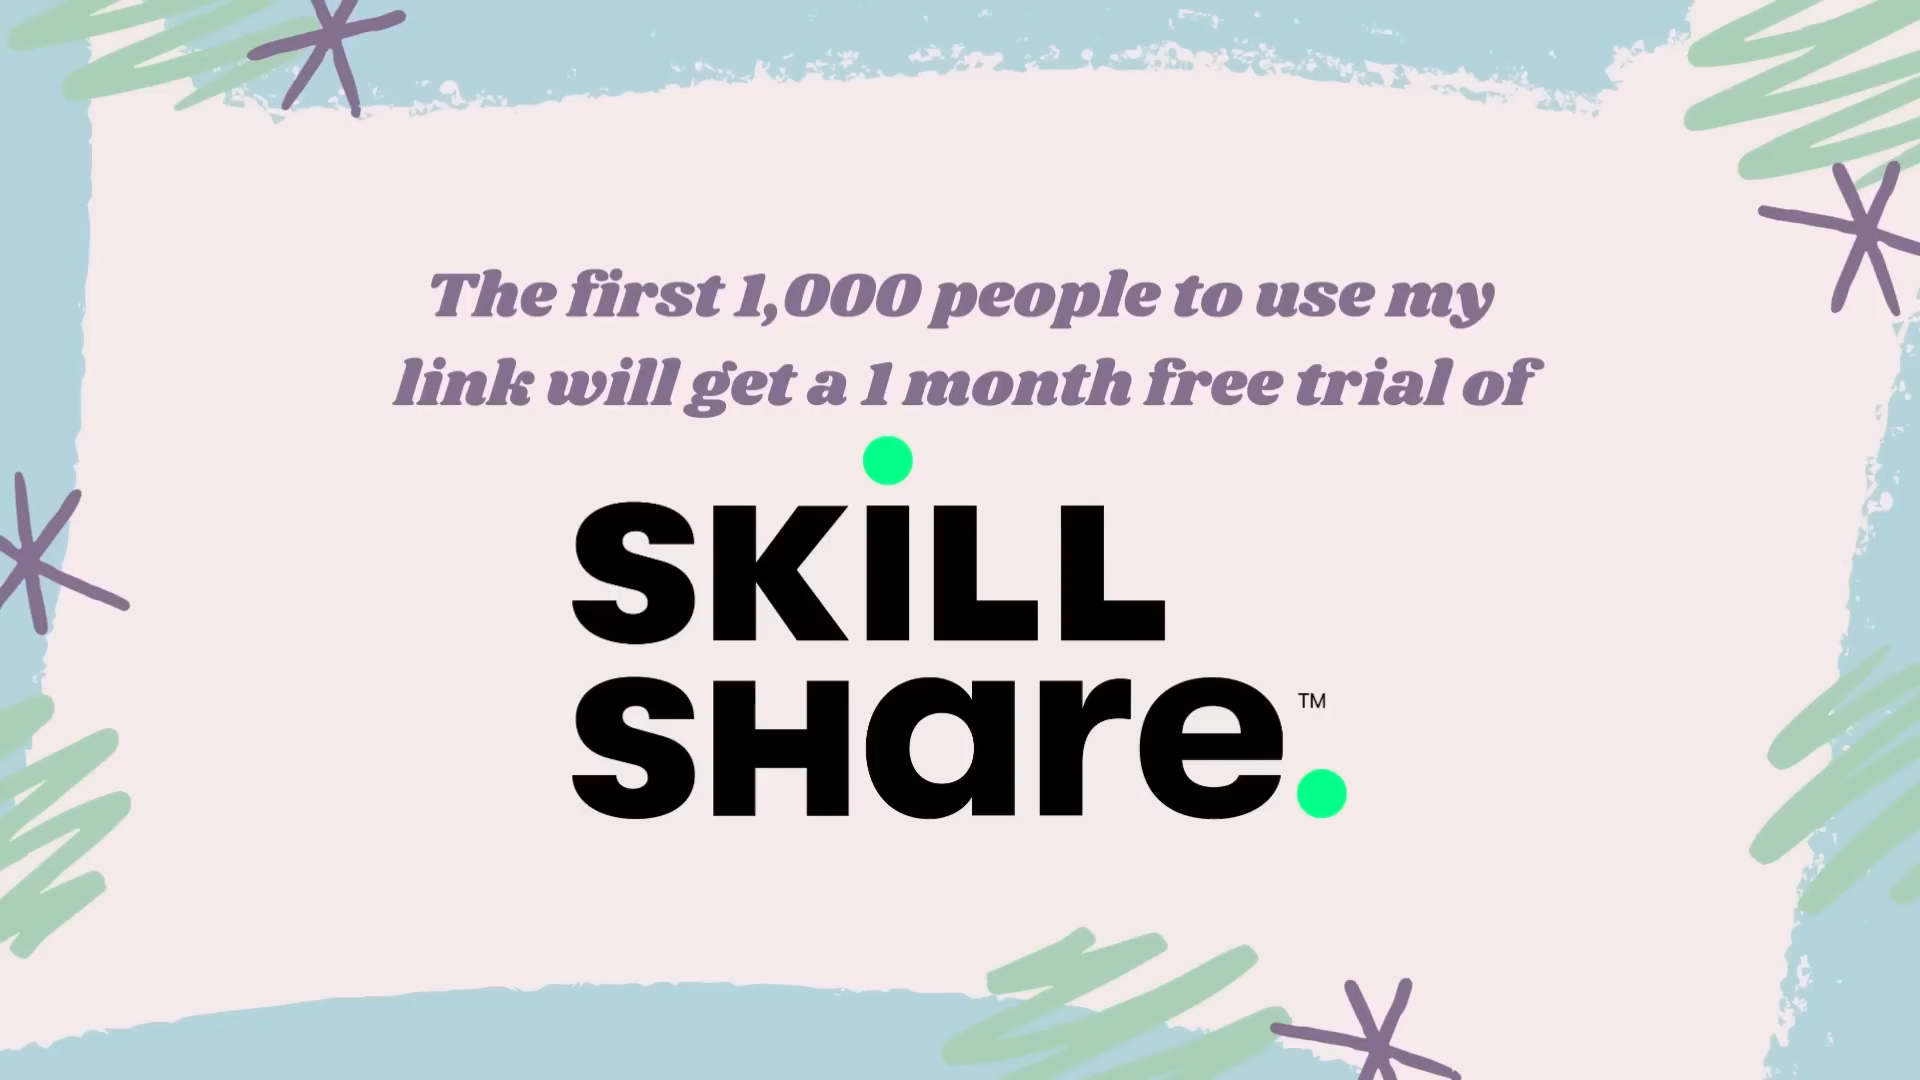 The first 1,000 people to use my
link will get a 1 month free trial of
SKiLL
SHare.™